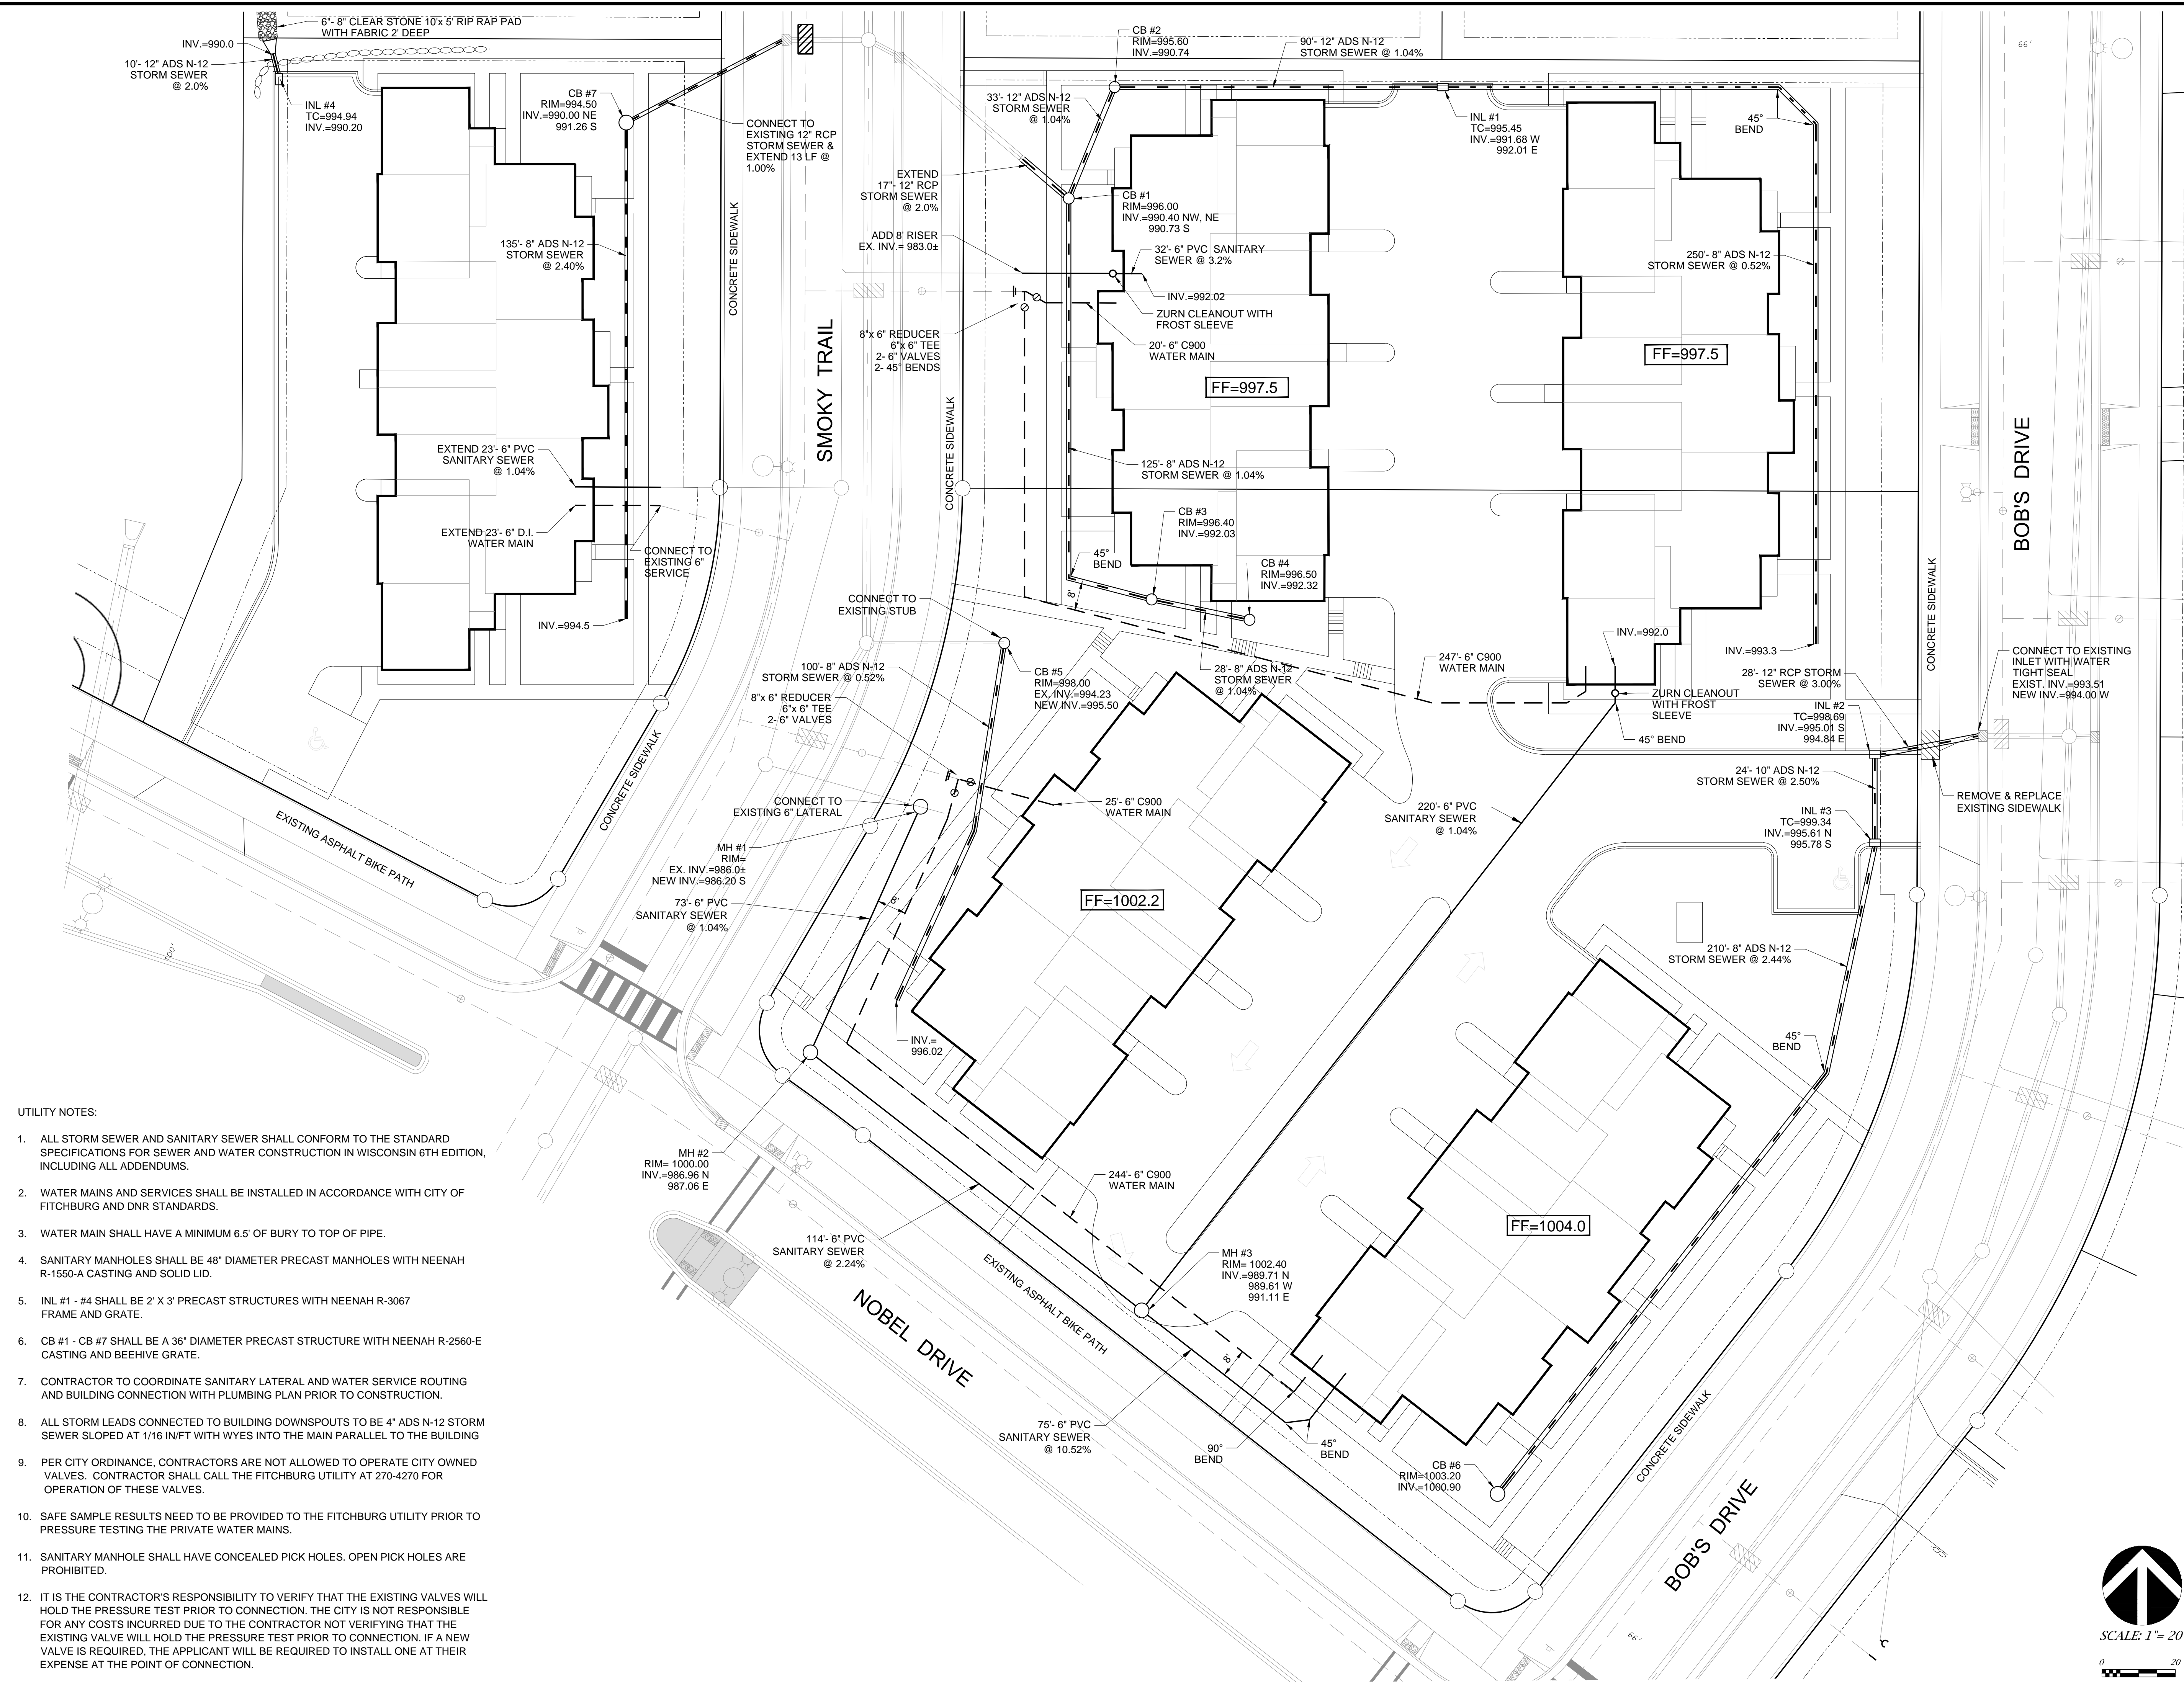 6"- 8" CLEAR STONE 10'x 5' RIP RAP PAD
WITH FABRIC 2' DEEP
INV.=990.0
10'- 12" ADS N-12
STORM SEWER
@ 2.0%
INL #4
TC=994.94
INV.=990.20
CB #7
RIM=994.50
INV.=990.00 NE
991.26 S
CONNECT TO
EXISTING 12" RCP
STORM SEWER &
EXTEND 13 LF @
1.00%
135'- 8" ADS N-12
STORM SEWER
@ 2.40%
EXTEND 23'- 6" PVC
SANITARY SEWER
@ 1.04%
EXTEND 23'- 6" D.I.
WATER MAIN
CONNECT TO
EXISTING 6"
SERVICE
INV.=994.5
CONCRETE SIDEWALK
SMOKY TRAIL
CONCRETE SIDEWALK
CB #2
RIM=995.60
INV.=990.74
90'- 12" ADS N-12
STORM SEWER @ 1.04%
33'- 12" ADS N-12
STORM SEWER
@ 1.04%
INL #1
TC=995.45
INV.=991.68 W
992.01 E
45°
BEND
66'
EXTEND
17"- 12" RCP
STORM SEWER
@ 2.0%
CB #1
RIM=996.00
INV.=990.40 NW, NE
990.73 S
ADD 8' RISER
EX. INV.= 983.0±
32'- 6" PVC SANITARY
SEWER @ 3.2%
INV.=992.02
ZURN CLEANOUT WITH
FROST SLEEVE
8"x 6" REDUCER
6"x 6" TEE
2- 6" VALVES
2- 45° BENDS
20'- 6" C900
WATER MAIN
FF=997.5
250'- 8" ADS N-12
STORM SEWER @ 0.52%
FF=997.5
BOB'S DRIVE
125'- 8" ADS N-12
STORM SEWER @ 1.04%
CB #3
RIM=996.40
INV.=992.03
45°
BEND
CB #4
RIM=996.50
INV.=992.32
8'
CONNECT TO
EXISTING STUB
CB #5
RIM=998.00
EX. INV.=994.23
NEW INV.=995.50
100'- 8" ADS N-12
STORM SEWER @ 0.52%
8"x 6" REDUCER
6"x 6" TEE
2- 6" VALVES
28'- 8" ADS N-12
STORM SEWER
@ 1.04%
247'- 6" C900
WATER MAIN
INV.=992.0
INV.=993.3
ZURN CLEANOUT
WITH FROST
SLEEVE
45° BEND
28'- 12" RCP STORM
SEWER @ 3.00%
INL #2
TC=998.69
INV.=995.01 S
994.84 E
CONCRETE SIDEWALK
CONNECT TO EXISTING
INLET WITH WATER
TIGHT SEAL
EXIST. INV.=993.51
NEW INV.=994.00 W
24'- 10" ADS N-12
STORM SEWER @ 2.50%
REMOVE & REPLACE
EXISTING SIDEWALK
INL #3
TC=999.34
INV.=995.61 N
995.78 S
CONCRETE SIDEWALK
EXISTING ASPHALT BIKE PATH
100'
CONNECT TO
EXISTING 6" LATERAL
25'- 6" C900
WATER MAIN
MH #1
RIM=
EX. INV.=986.0±
NEW INV.=986.20 S
73'- 6" PVC
SANITARY SEWER
@ 1.04%
8'
FF=1002.2
220'- 6" PVC
SANITARY SEWER
@ 1.04%
210'- 8" ADS N-12
STORM SEWER @ 2.44%
INV.=
996.02
45°
BEND
MH #2
RIM= 1000.00
INV.=986.96 N
987.06 E
244'- 6" C900
WATER MAIN
114'- 6" PVC
SANITARY SEWER
@ 2.24%
EXISTING ASPHALT BIKE PATH
NOBEL DRIVE
MH #3
RIM= 1002.40
INV.=989.71 N
989.61 W
991.11 E
FF=1004.0
8'
75'- 6" PVC
SANITARY SEWER
@ 10.52%
90°
BEND
45°
BEND
CB #6
RIM=1003.20
INV.=1000.90
CONCRETE SIDEWALK
BOB'S DRIVE
66'
UTILITY NOTES:
1. ALL STORM SEWER AND SANITARY SEWER SHALL CONFORM TO THE STANDARD
SPECIFICATIONS FOR SEWER AND WATER CONSTRUCTION IN WISCONSIN 6TH EDITION,
INCLUDING ALL ADDENDUMS.
2. WATER MAINS AND SERVICES SHALL BE INSTALLED IN ACCORDANCE WITH CITY OF
FITCHBURG AND DNR STANDARDS.
3. WATER MAIN SHALL HAVE A MINIMUM 6.5' OF BURY TO TOP OF PIPE.
4. SANITARY MANHOLES SHALL BE 48" DIAMETER PRECAST MANHOLES WITH NEENAH
R-1550-A CASTING AND SOLID LID.
5. INL #1 - #4 SHALL BE 2' X 3' PRECAST STRUCTURES WITH NEENAH R-3067
FRAME AND GRATE.
6. CB #1 - CB #7 SHALL BE A 36" DIAMETER PRECAST STRUCTURE WITH NEENAH R-2560-E
CASTING AND BEEHIVE GRATE.
7. CONTRACTOR TO COORDINATE SANITARY LATERAL AND WATER SERVICE ROUTING
AND BUILDING CONNECTION WITH PLUMBING PLAN PRIOR TO CONSTRUCTION.
8. ALL STORM LEADS CONNECTED TO BUILDING DOWNSPOUTS TO BE 4" ADS N-12 STORM
SEWER SLOPED AT 1/16 IN/FT WITH WYES INTO THE MAIN PARALLEL TO THE BUILDING
9. PER CITY ORDINANCE, CONTRACTORS ARE NOT ALLOWED TO OPERATE CITY OWNED
VALVES. CONTRACTOR SHALL CALL THE FITCHBURG UTILITY AT 270-4270 FOR
OPERATION OF THESE VALVES.
10. SAFE SAMPLE RESULTS NEED TO BE PROVIDED TO THE FITCHBURG UTILITY PRIOR TO
PRESSURE TESTING THE PRIVATE WATER MAINS.
11. SANITARY MANHOLE SHALL HAVE CONCEALED PICK HOLES. OPEN PICK HOLES ARE
PROHIBITED.
12. IT IS THE CONTRACTOR'S RESPONSIBILITY TO VERIFY THAT THE EXISTING VALVES WILL
HOLD THE PRESSURE TEST PRIOR TO CONNECTION. THE CITY IS NOT RESPONSIBLE
FOR ANY COSTS INCURRED DUE TO THE CONTRACTOR NOT VERIFYING THAT THE
EXISTING VALVE WILL HOLD THE PRESSURE TEST PRIOR TO CONNECTION. IF A NEW
VALVE IS REQUIRED, THE APPLICANT WILL BE REQUIRED TO INSTALL ONE AT THEIR
EXPENSE AT THE POINT OF CONNECTION.
SCALE: 1"= 20
0 20